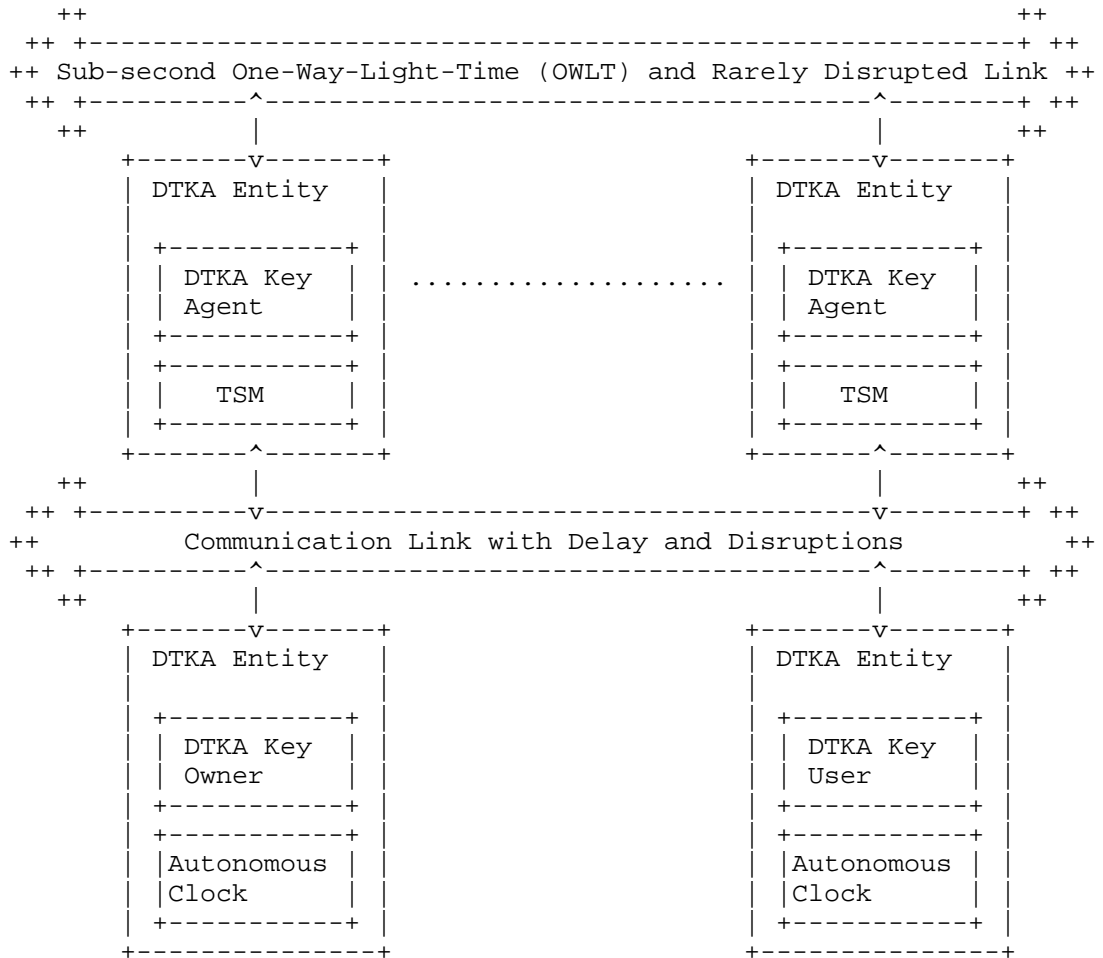 Sub-second One-Way-Light-Time (OWLT) and Rarely Disrupted Link
DTKA Entity DTKA Entity
DTKA Key DTKA Key
Agent ..................... Agent
TSM TSM
Communication Link with Delay and Disruptions
DTKA Entity DTKA Entity
DTKA Key DTKA Key
Owner User
Autonomous Autonomous
Clock Clock